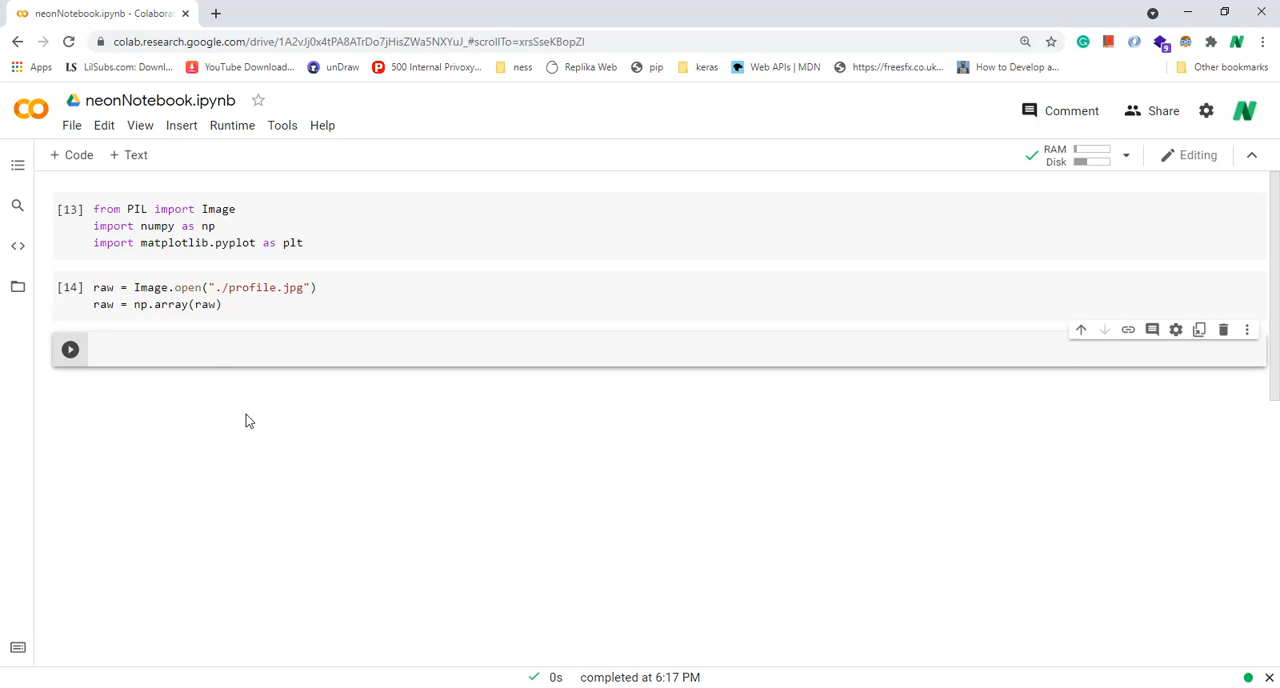 neonNotebook.ipynb - Colabora
colab.research.google.com/drive/1A2vJj0x4tPA8ATrDo7jHisZWa5NXYuJ_#scrollTo=xrsSseKBopZI
9
Apps LilSubs.com: Downl... YouTube Download... unDraw 500 Internal Privoxy... ness Replika Web pip keras Web APIs | MDN https://freesfx.co.uk... How to Develop a... Other bookmarks
neonNotebook.ipynb
Comment Share
File Edit View Insert Runtime Tools Help
+ Code + Text
RAM
Disk
Editing
[13] from PIL import Image
import numpy as np
import matplotlib.pyplot as plt
[14] raw = Image.open("./profile.jpg")
raw = np.array(raw)
0s completed at 6:17 PM